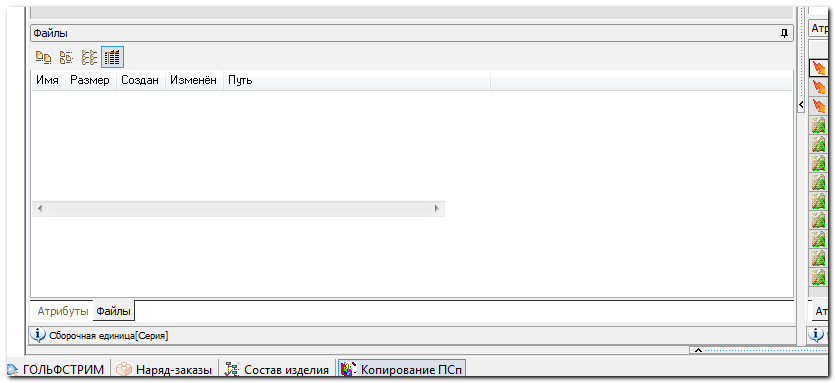 Файлы
Атр
Имя Размер Создан Изменён Путь
Атрибуты Файлы
Ат
Сборочная единица[Серия]
ГОЛЬФСТРИМ Наряд-заказы Состав изделия Копирование ПСп